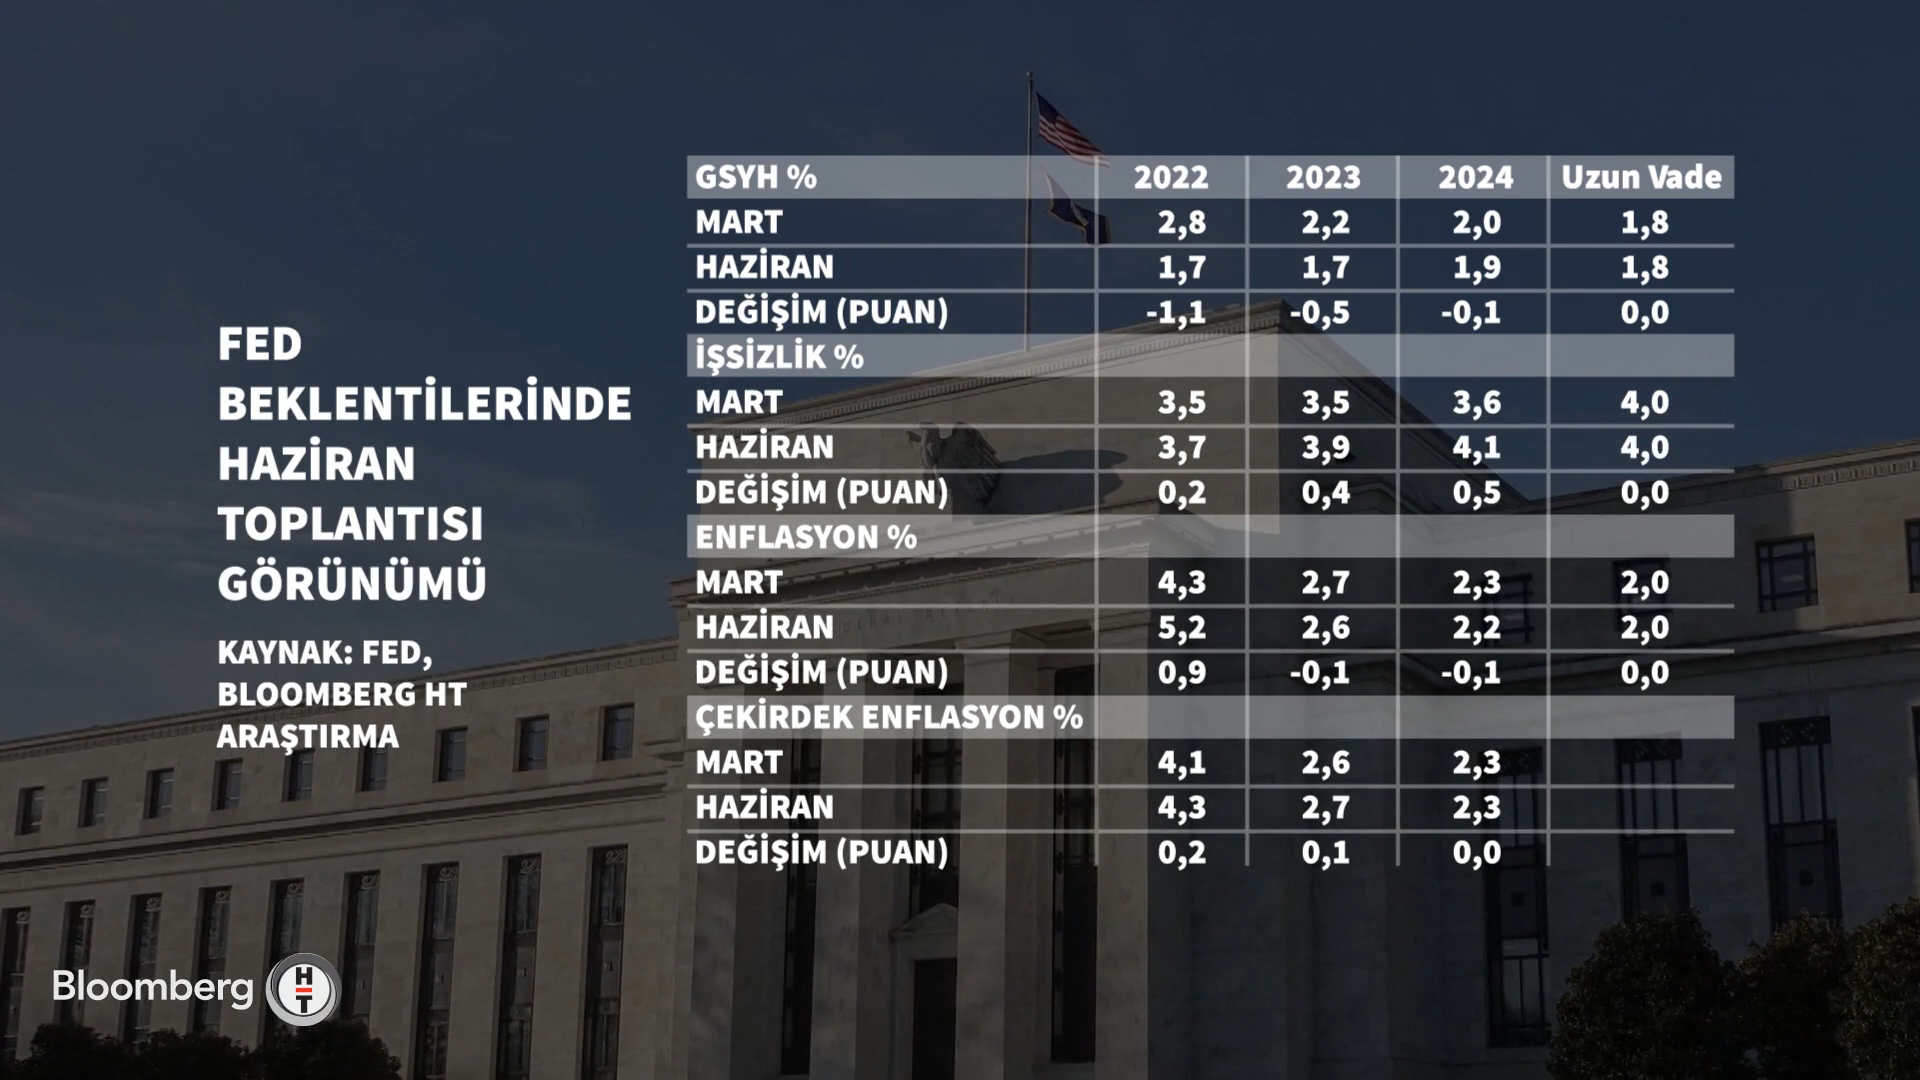 FED
BEKLENTİLERİNDE
HAZİRAN
TOPLANTISI
GÖRÜNÜMÜ
KAYNAK: FED,
BLOOMBERG HT
ARAŞTIRMA
GSYH % 2022 2023 2024 Uzun Vade
MART 2,8 2,2 2,0 1,8
HAZİRAN 1,7 1,7 1,9 1,8
DEĞİŞİM (PUAN) -1,1 -0,5 -0,1 0,0
İŞSİZLİK %
MART 3,5 3,5 3,6 4,0
HAZİRAN 3,7 3,9 4,1 4,0
DEĞİŞİM (PUAN) 0,2 0,4 0,5 0,0
ENFLASYON %
MART 4,3 2,7 2,3 2,0
HAZİRAN 5,2 2,6 2,2 2,0
DEĞİŞİM (PUAN) 0,9 -0,1 -0,1 0,0
ÇEKİRDEK ENFLASYON %
MART 4,1 2,6 2,3
HAZİRAN 4,3 2,7 2,3
DEĞİŞİM (PUAN) 0,2 0,1 0,0
Bloomberg HT